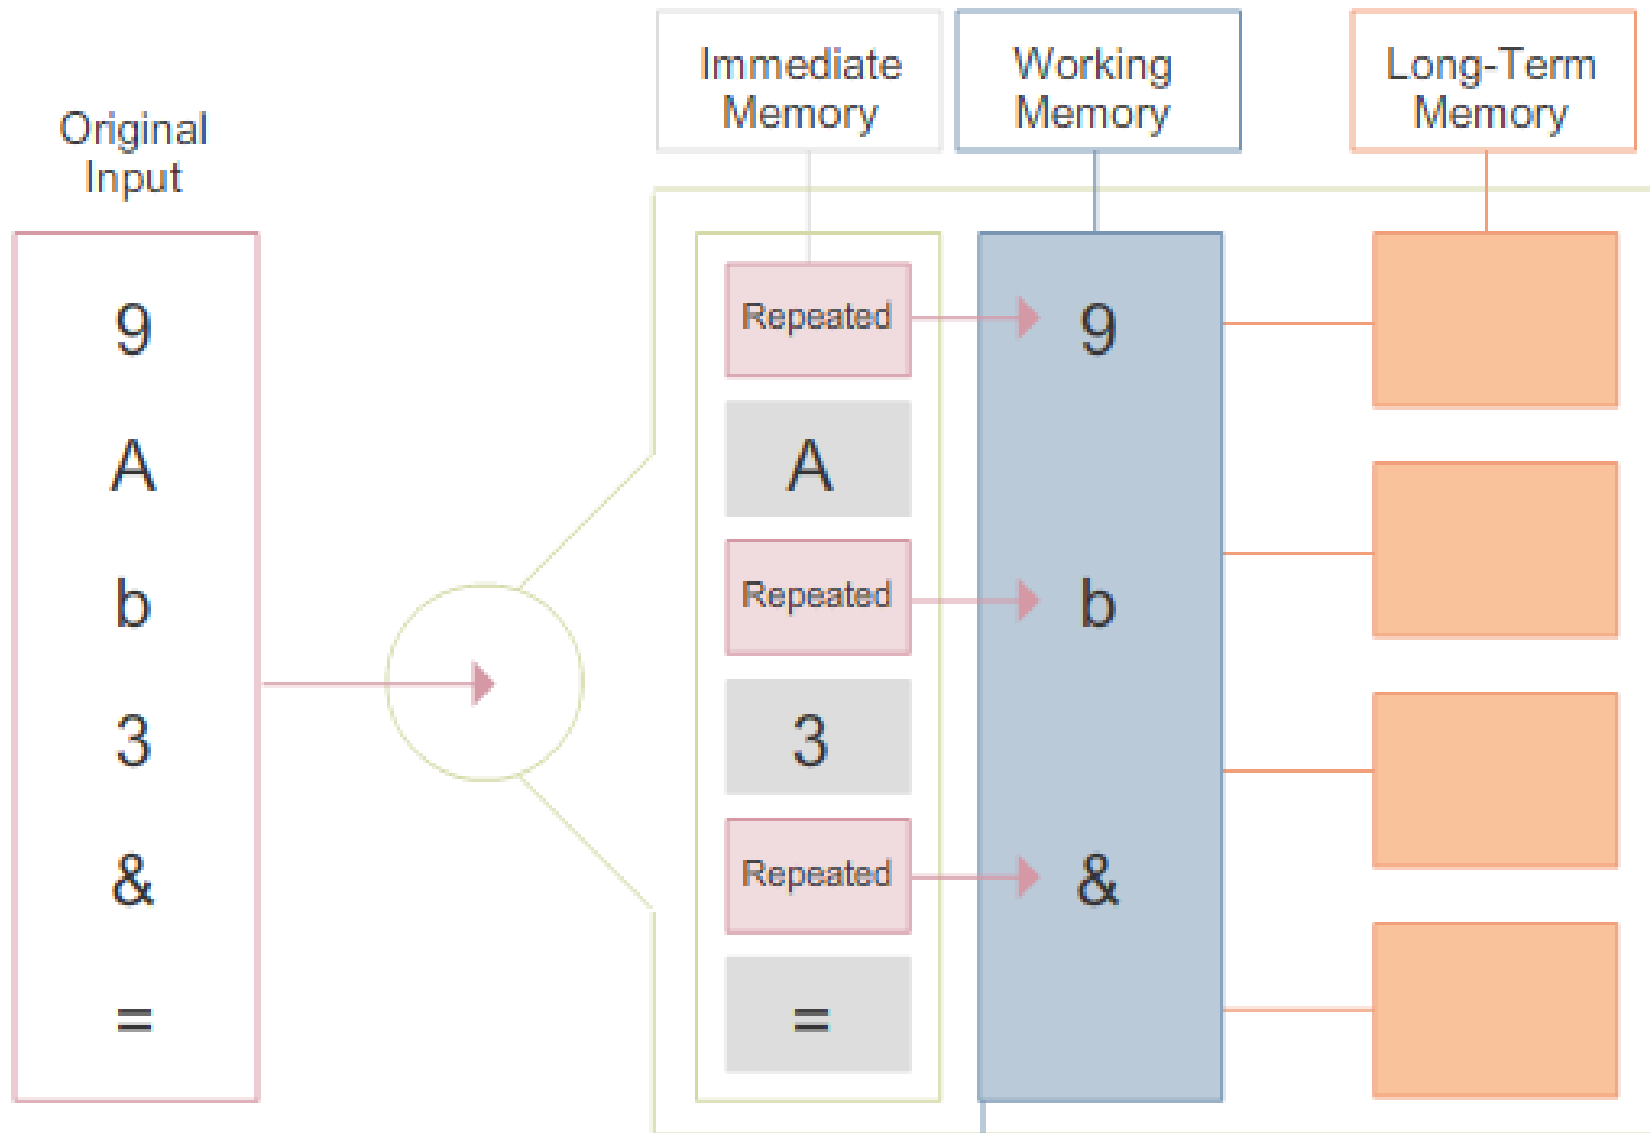 Original
Input
9
A
b
3
&
=
Immediate
Memory
Repeated
A
Repeated
3
Repeated
=
Working
Memory
9
b
&
Long-Term
Memory